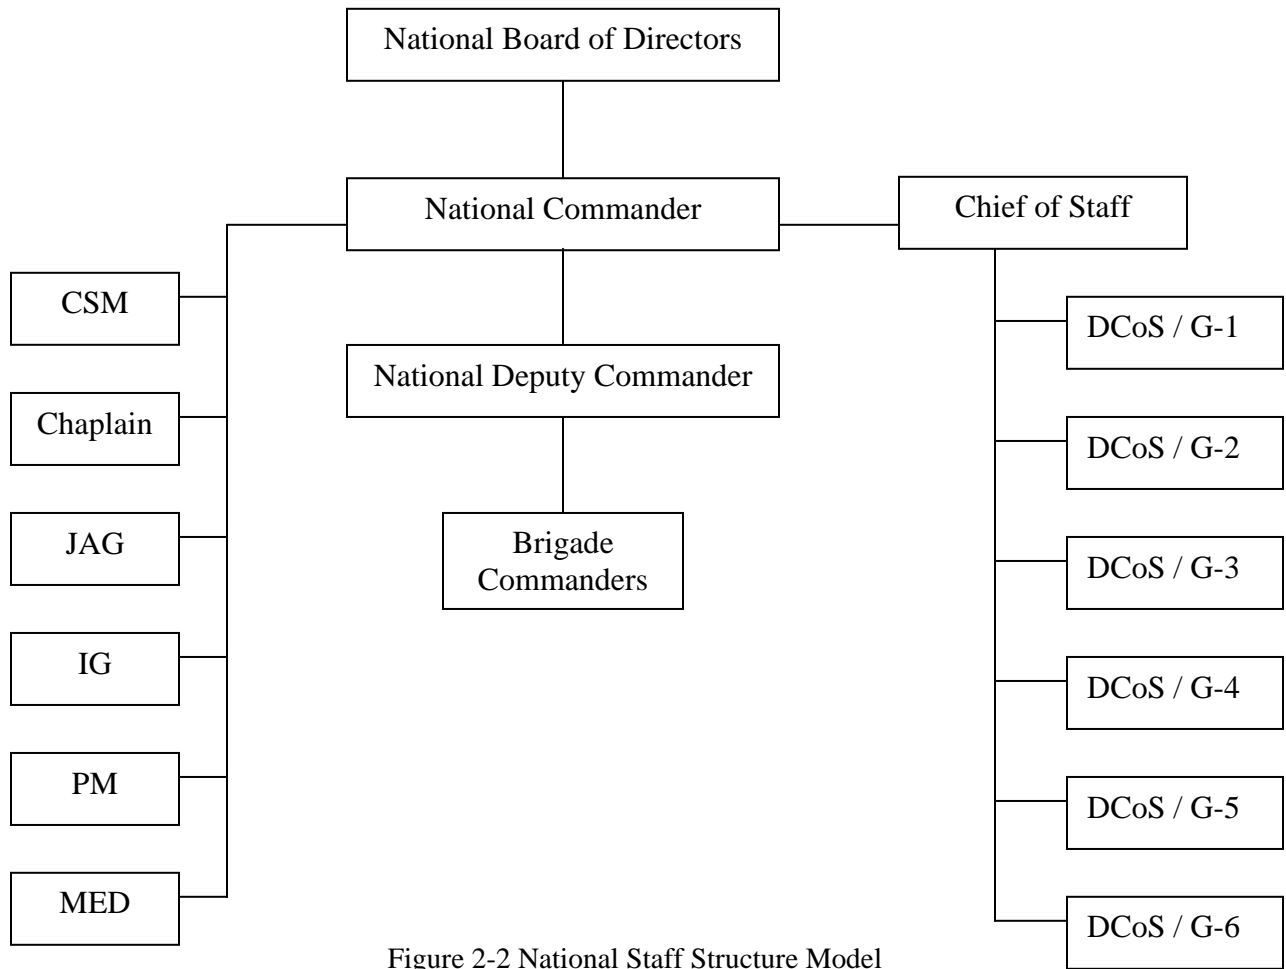 National Board of Directors
National Commander
Chief of Staff
CSM
DCoS / G-1
National Deputy Commander
Chaplain
DCoS / G-2
JAG
Brigade
Commanders
DCoS / G-3
IG
DCoS / G-4
PM
DCoS / G-5
MED
DCoS / G-6
Figure 2-2 National Staff Structure Model